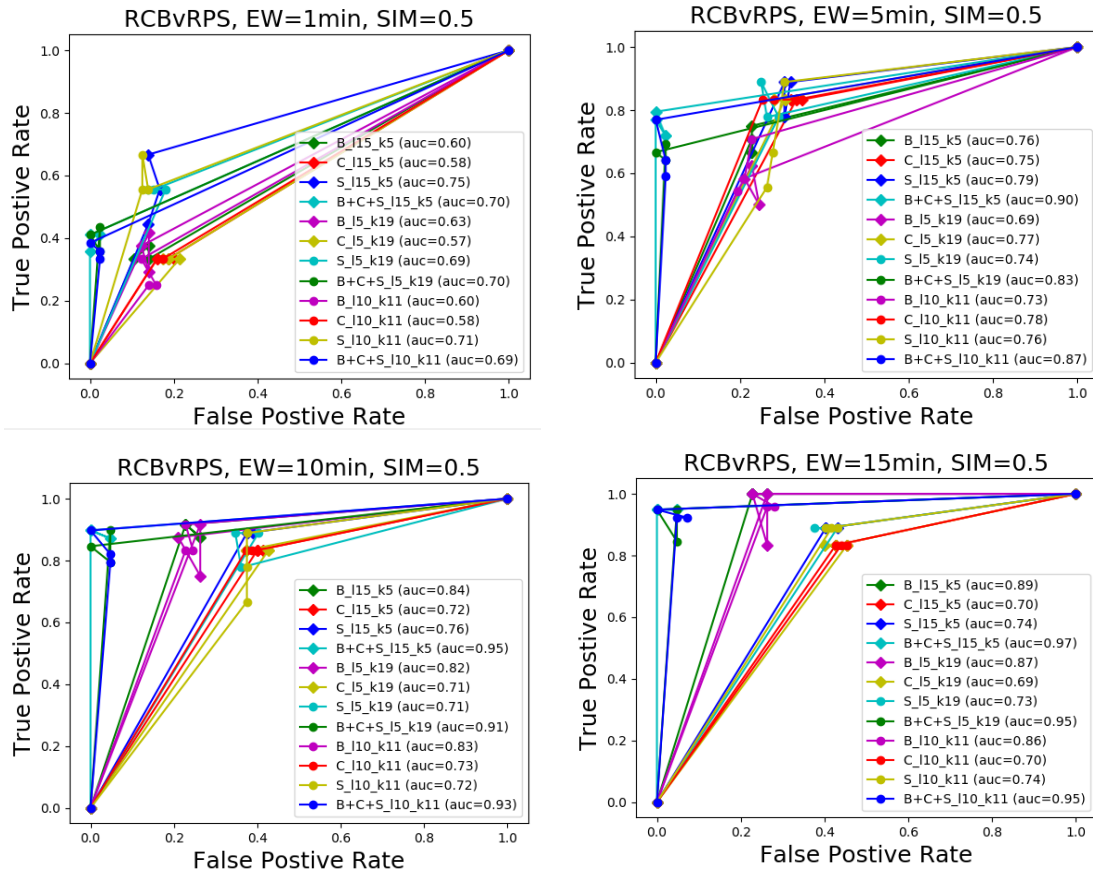 RCBvRPS, EW=1min, SIM=0.5
True Postive Rate
1.0
0.8
0.6
0.4
0.2
0.0
B_l15_k5 (auc=0.60)
C_l15_k5 (auc=0.58)
S_l15_k5 (auc=0.75)
B+C+S_l15_k5 (auc=0.70)
B_l5_k19 (auc=0.63)
C_l5_k19 (auc=0.57)
S_l5_k19 (auc=0.69)
B+C+S_l5_k19 (auc=0.70)
B_l10_k11 (auc=0.60)
C_l10_k11 (auc=0.58)
S_l10_k11 (auc=0.71)
B+C+S_l10_k11 (auc=0.69)
0.0 0.2 0.4 0.6 0.8 1.0
False Postive Rate
RCBvRPS, EW=5min, SIM=0.5
True Postive Rate
1.0
0.8
0.6
0.4
0.2
0.0
B_l15_k5 (auc=0.76)
C_l15_k5 (auc=0.75)
S_l15_k5 (auc=0.79)
B+C+S_l15_k5 (auc=0.90)
B_l5_k19 (auc=0.69)
C_l5_k19 (auc=0.77)
S_l5_k19 (auc=0.74)
B+C+S_l5_k19 (auc=0.83)
B_l10_k11 (auc=0.73)
C_l10_k11 (auc=0.78)
S_l10_k11 (auc=0.76)
B+C+S_l10_k11 (auc=0.87)
0.0 0.2 0.4 0.6 0.8 1.0
False Postive Rate
RCBvRPS, EW=10min, SIM=0.5
True Postive Rate
1.0
0.8
0.6
0.4
0.2
0.0
B_l15_k5 (auc=0.84)
C_l15_k5 (auc=0.72)
S_l15_k5 (auc=0.76)
B+C+S_l15_k5 (auc=0.95)
B_l5_k19 (auc=0.82)
C_l5_k19 (auc=0.71)
S_l5_k19 (auc=0.71)
B+C+S_l5_k19 (auc=0.91)
B_l10_k11 (auc=0.83)
C_l10_k11 (auc=0.73)
S_l10_k11 (auc=0.72)
B+C+S_l10_k11 (auc=0.93)
0.0 0.2 0.4 0.6 0.8 1.0
False Postive Rate
RCBvRPS, EW=15min, SIM=0.5
True Postive Rate
1.0
0.8
0.6
0.4
0.2
0.0
B_l15_k5 (auc=0.89)
C_l15_k5 (auc=0.70)
S_l15_k5 (auc=0.74)
B+C+S_l15_k5 (auc=0.97)
B_l5_k19 (auc=0.87)
C_l5_k19 (auc=0.69)
S_l5_k19 (auc=0.73)
B+C+S_l5_k19 (auc=0.95)
B_l10_k11 (auc=0.86)
C_l10_k11 (auc=0.70)
S_l10_k11 (auc=0.74)
B+C+S_l10_k11 (auc=0.95)
0.0 0.2 0.4 0.6 0.8 1.0
False Postive Rate